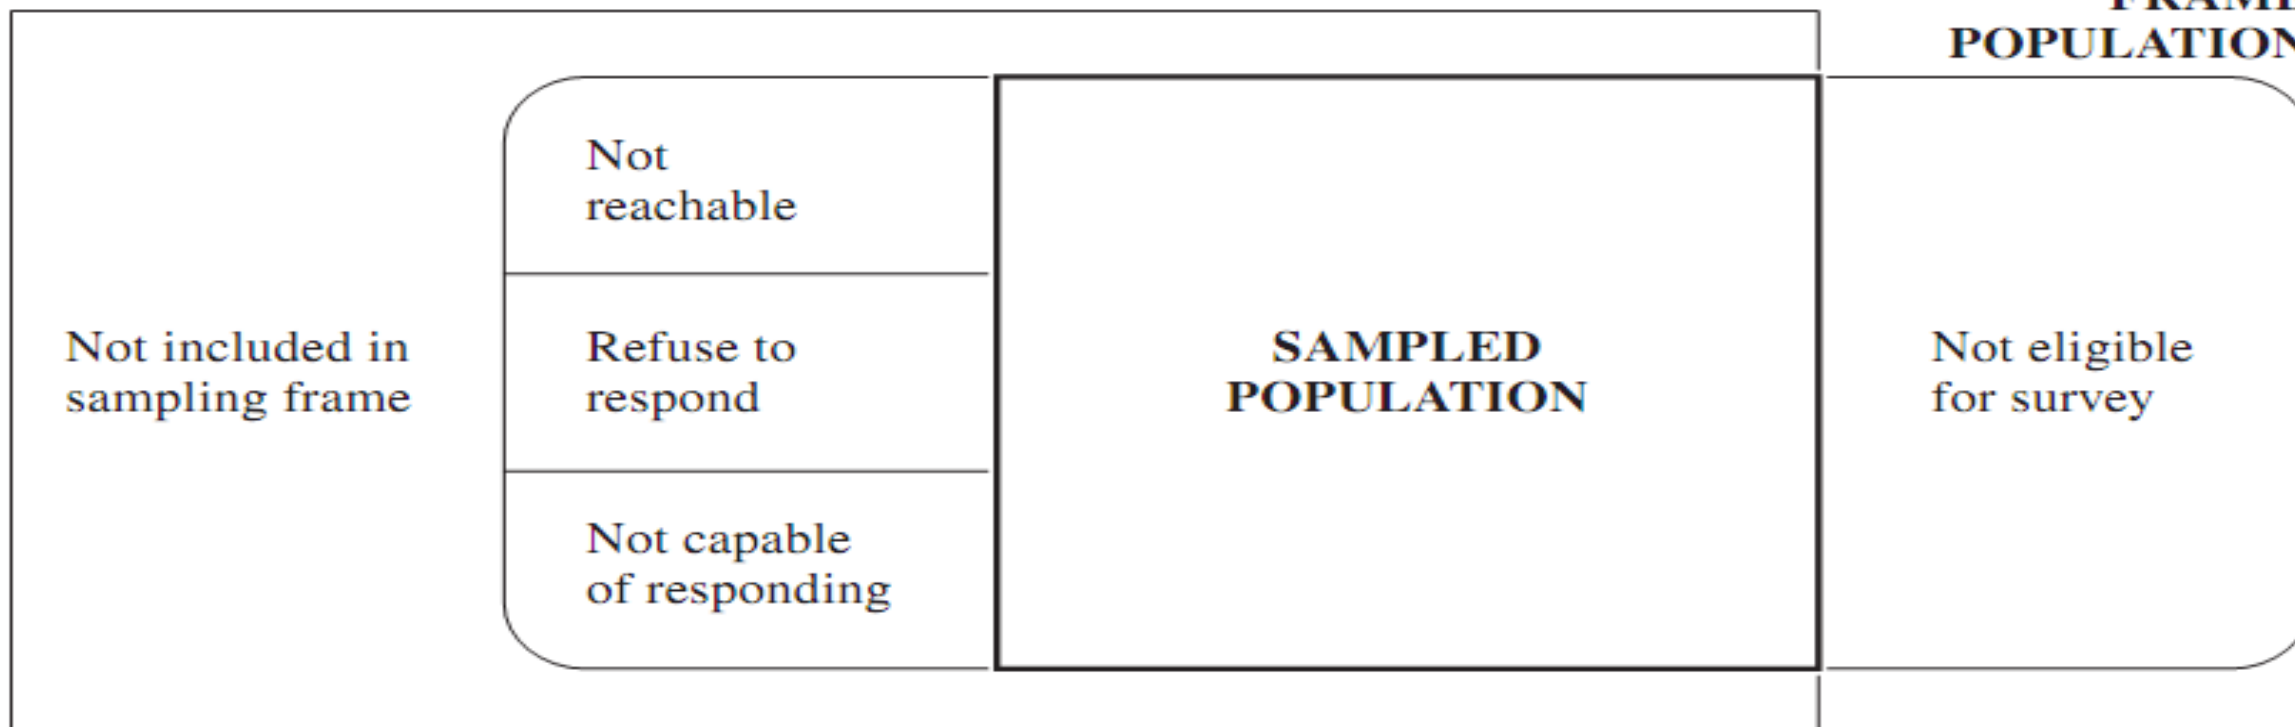 POPULATION
Not
reachable
Not included in
sampling frame
Refuse to
respond
SAMPLED
POPULATION
Not eligible
for survey
Not capable
of responding